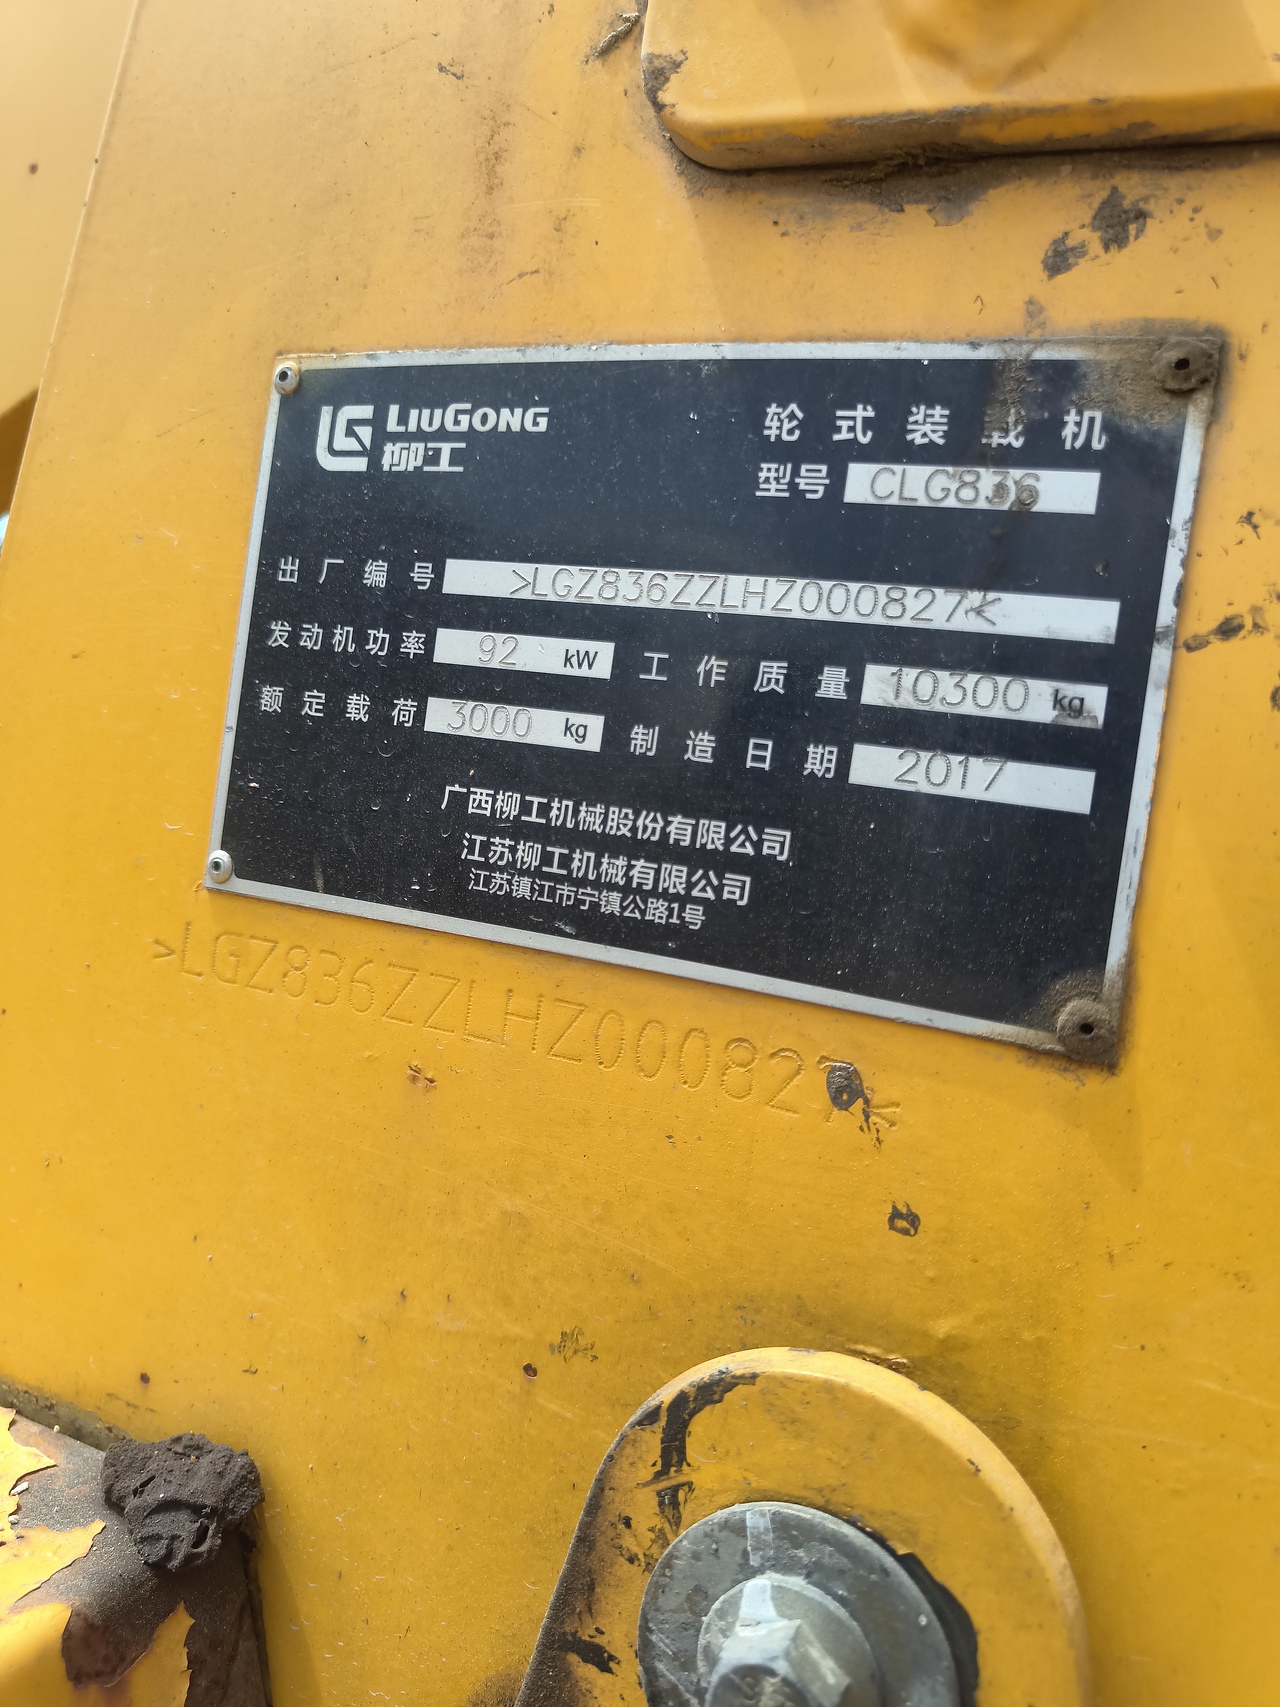 LG LIUGONG
柳工
轮式装载机
型号 CLG836
出厂编号 >LGZ836ZZLHZ000827<
发动机功率 92 kW 工作质量 10300 kg
额定载荷 3000 kg 制造日期 2017
广西柳工机械股份有限公司
江苏柳工机械有限公司
江苏镇江市宁镇公路1号
>LGZ836ZZLHZ000827<